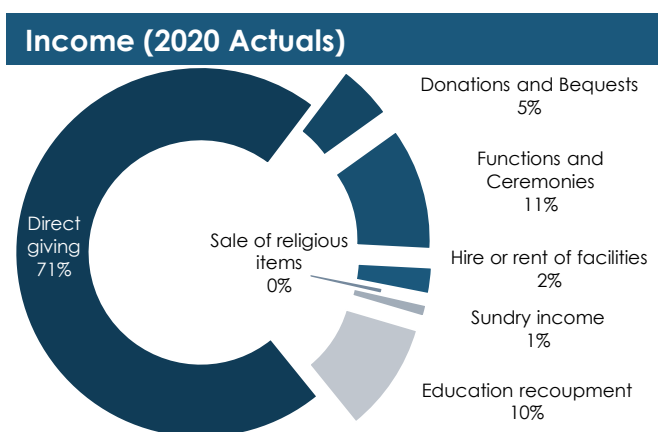 Income (2020 Actuals)
Donations and Bequests
5%
Functions and
Ceremonies
11%
Direct
giving
71%
Sale of religious
items
0%
Hire or rent of facilities
2%
Sundry income
1%
Education recoupment
10%